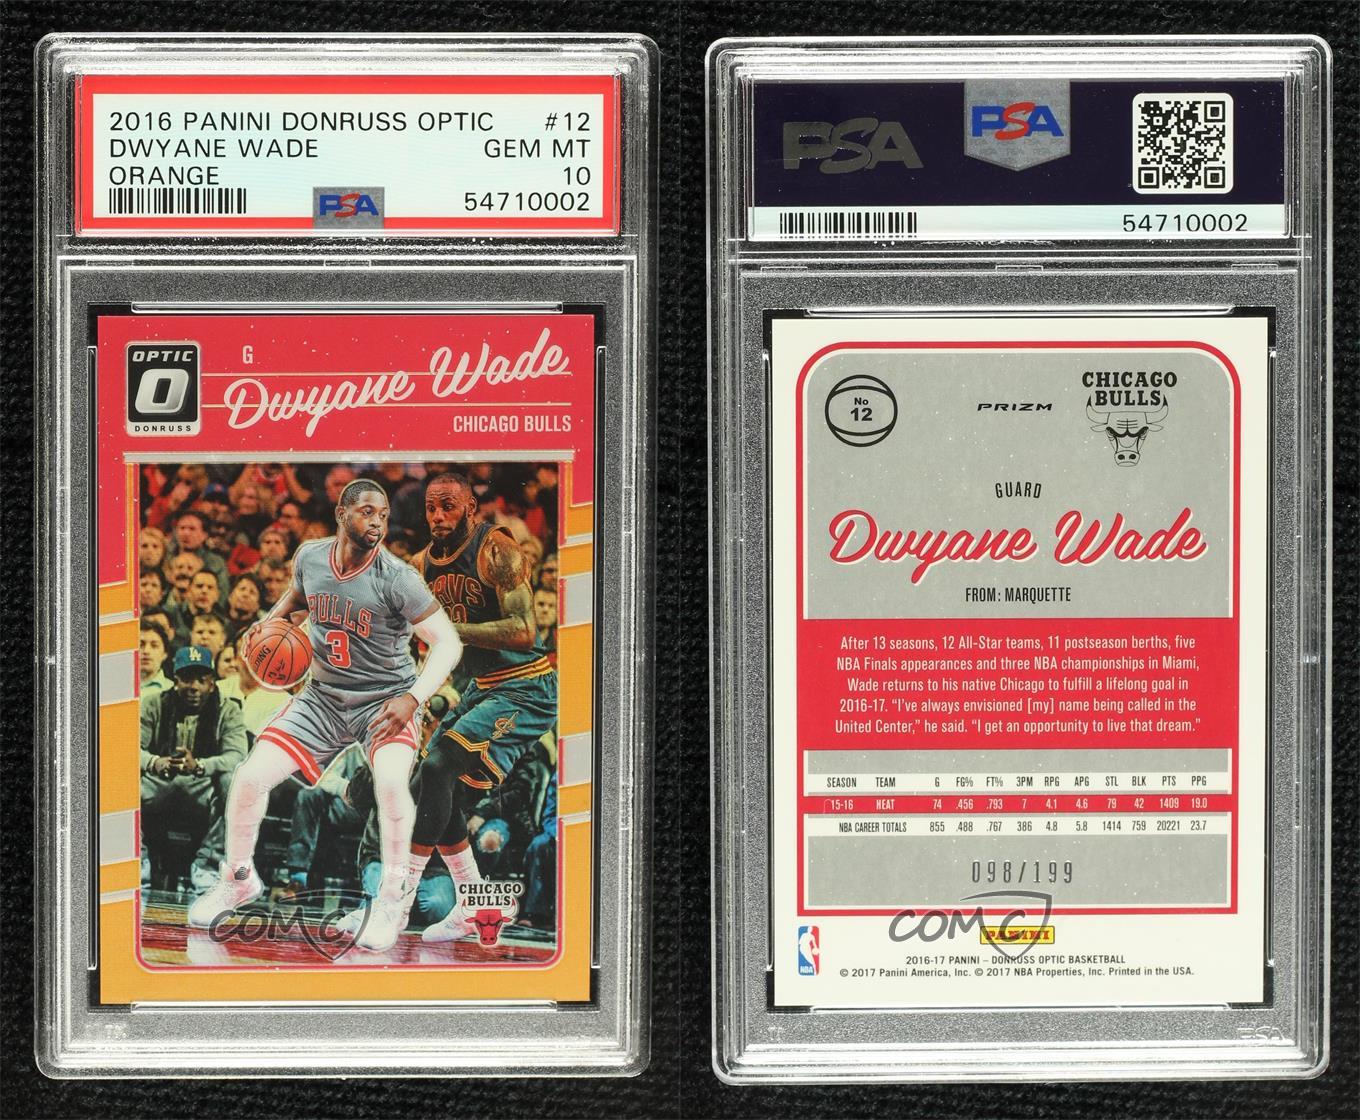 2016 PANINI DONRUSS OPTIC #12
DWYANE WADE GEM MT
ORANGE 10
PSA 54710002
OPTIC
O
DONRUSS
G
Dwyane Wade
CHICAGO BULLS
BULLS
3
CAVS
LA
CHICAGO
BULLS
COMC
PSA PSA
54710002
No
12
PRIZM
CHICAGO
BULLS
GUARD
Dwyane Wade
FROM: MARQUETTE
After 13 seasons, 12 All-Star teams, 11 postseason berths, five
NBA Finals appearances and three NBA championships in Miami,
Wade returns to his native Chicago to fulfill a lifelong goal in
2016-17. “I’ve always envisioned [my] name being called in the
United Center,” he said. “I get an opportunity to live that dream.”
SEASON TEAM G FG% FT% 3PM RPG APG STL BLK PTS PPG
15-16 HEAT 74 .456 .793 7 4.1 4.6 79 42 1409 19.0
NBA CAREER TOTALS 855 .488 .767 386 4.8 5.8 1414 759 20221 23.7
098/199
COMC
PANINI
NBA
2016-17 PANINI – DONRUSS OPTIC BASKETBALL
© 2017 Panini America, Inc. © 2017 NBA Properties, Inc. Printed in the USA.
PSA